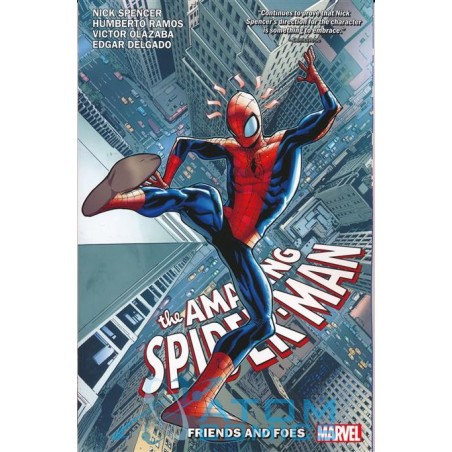 NICK SPENCER
HUMBERTO RAMOS
VICTOR OLAZABA
EDGAR DELGADO
"Continues to prove that Nick
Spencer's direction for the character
is something to embrace."
the AMAZING
SPIDER-MAN
ATOM
FRIENDS AND FOES
MARVEL